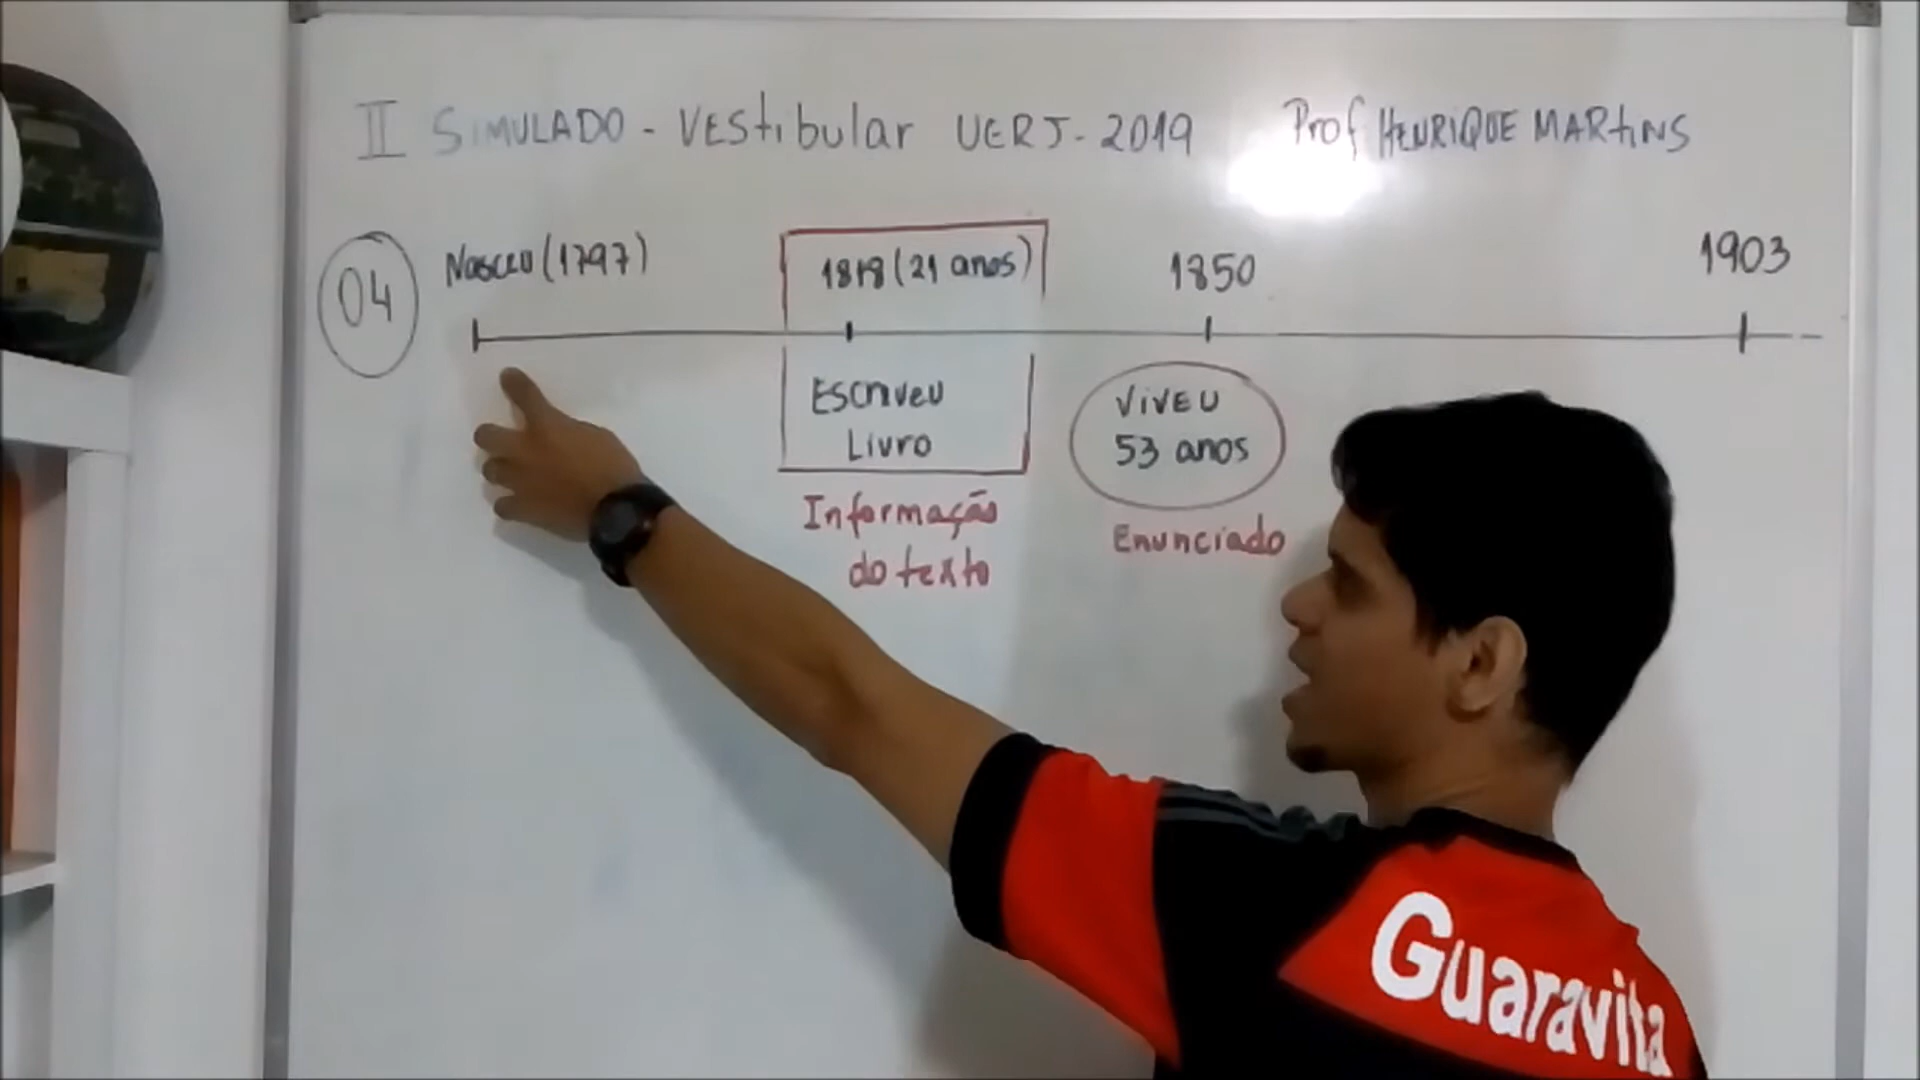 II SIMULADO - Vestibular UERJ - 2019 Prof HENRIQUE MARtiNS
04
Nasceu (1797)
1818 (21 anos)
1850
1903
Escreveu
Livro
Informação
do texto
ViVEU
53 anos
Enunciado
Guaravita